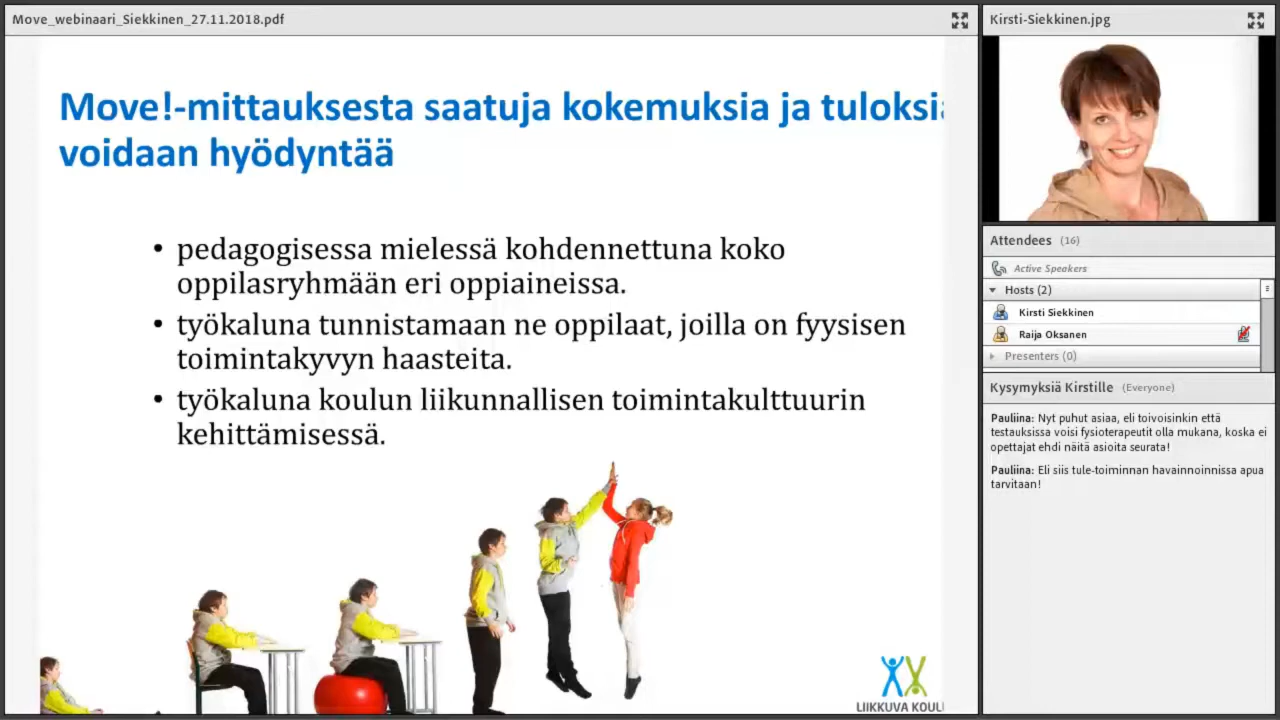 Move_webinaari_Siekkinen_27.11.2018.pdf
Move!-mittauksesta saatuja kokemuksia ja tuloksia
voidaan hyödyntää
• pedagogisessa mielessä kohdennettuna koko
oppilasryhmään eri oppiaineissa.
• työkaluna tunnistamaan ne oppilaat, joilla on fyysisen
toimintakyvyn haasteita.
• työkaluna koulun liikunnallisen toimintakulttuurin
kehittämisessä.
LIIKKUVA KOUL
Kirsti-Siekkinen.jpg
Attendees (16)
Active Speakers
Hosts (2)
Kirsti Siekkinen
Raija Oksanen
Presenters (0)
Kysymyksiä Kirstille (Everyone)
Pauliina: Nyt puhut asiaa, eli toivoisinkin että
testauksissa voisi fysioterapeutit olla mukana, koska ei
opettajat ehdi näitä asioita seurata!
Pauliina: Eli siis tule-toiminnan havainnoinnissa apua
tarvitaan!